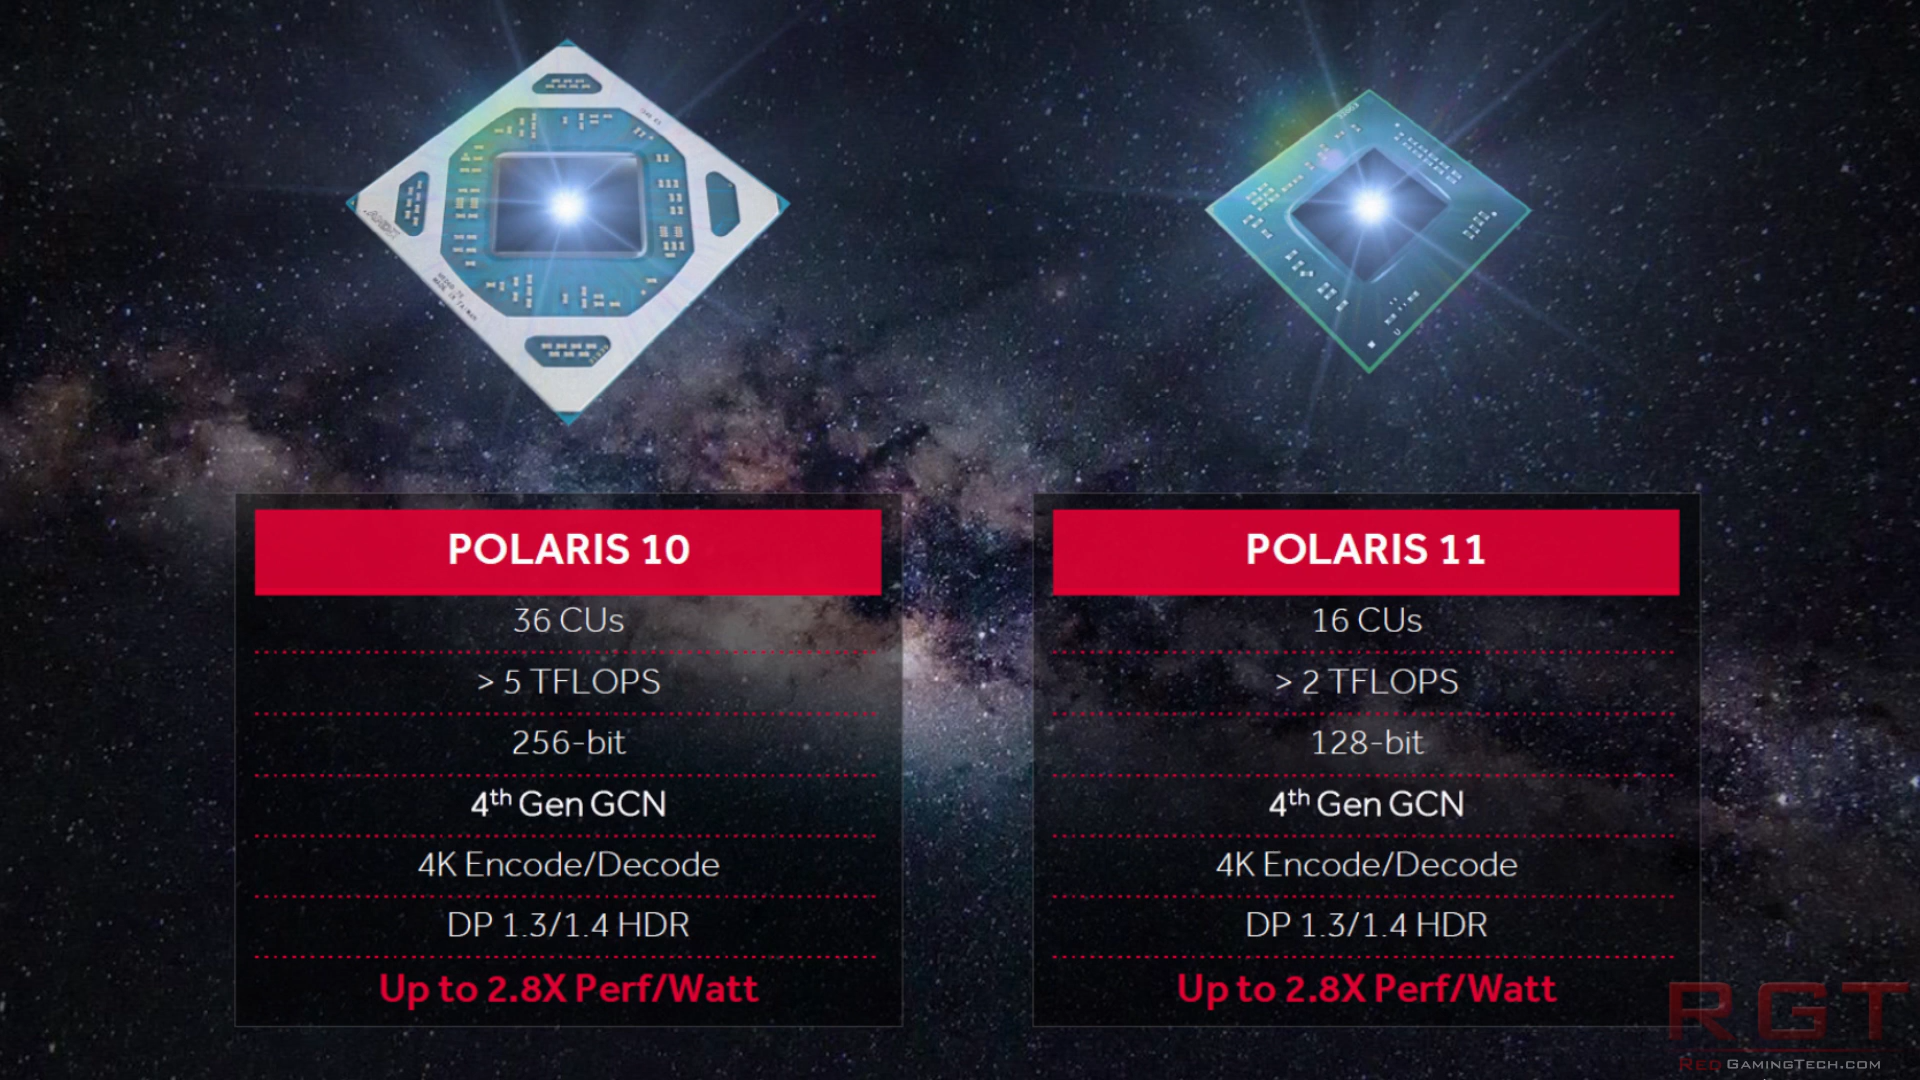 POLARIS 10
36 CUs
> 5 TFLOPS
256-bit
4th Gen GCN
4K Encode/Decode
DP 1.3/1.4 HDR
Up to 2.8X Perf/Watt
POLARIS 11
16 CUs
> 2 TFLOPS
128-bit
4th Gen GCN
4K Encode/Decode
DP 1.3/1.4 HDR
Up to 2.8X Perf/Watt
RGT
REDGAMINGTECH.COM